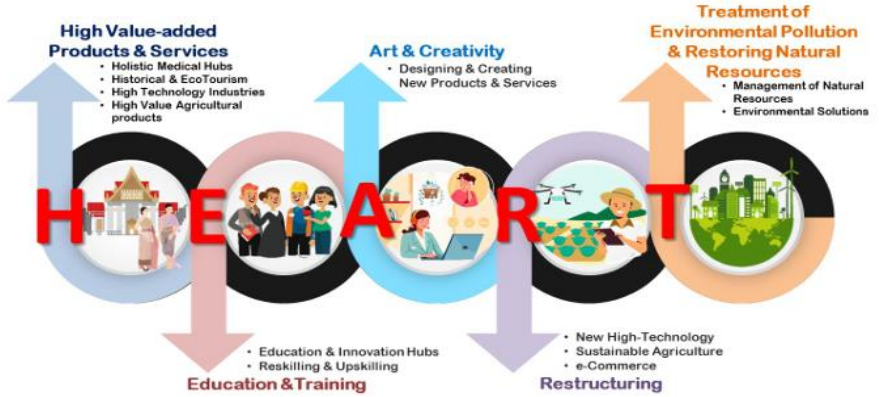 High Value-added
Products & Services
• Holistic Medical Hubs
• Historical & EcoTourism
• High Technology Industries
• High Value Agricultural
products
Art & Creativity
• Designing & Creating
New Products & Services
Treatment of
Environmental Pollution
& Restoring Natural
Resources
• Management of Natural
Resources
• Environmental Solutions
H E A R T
• Education & Innovation Hubs
• Reskilling & Upskilling
Education &Training
• New High-Technology
• Sustainable Agriculture
• e-Commerce
Restructuring